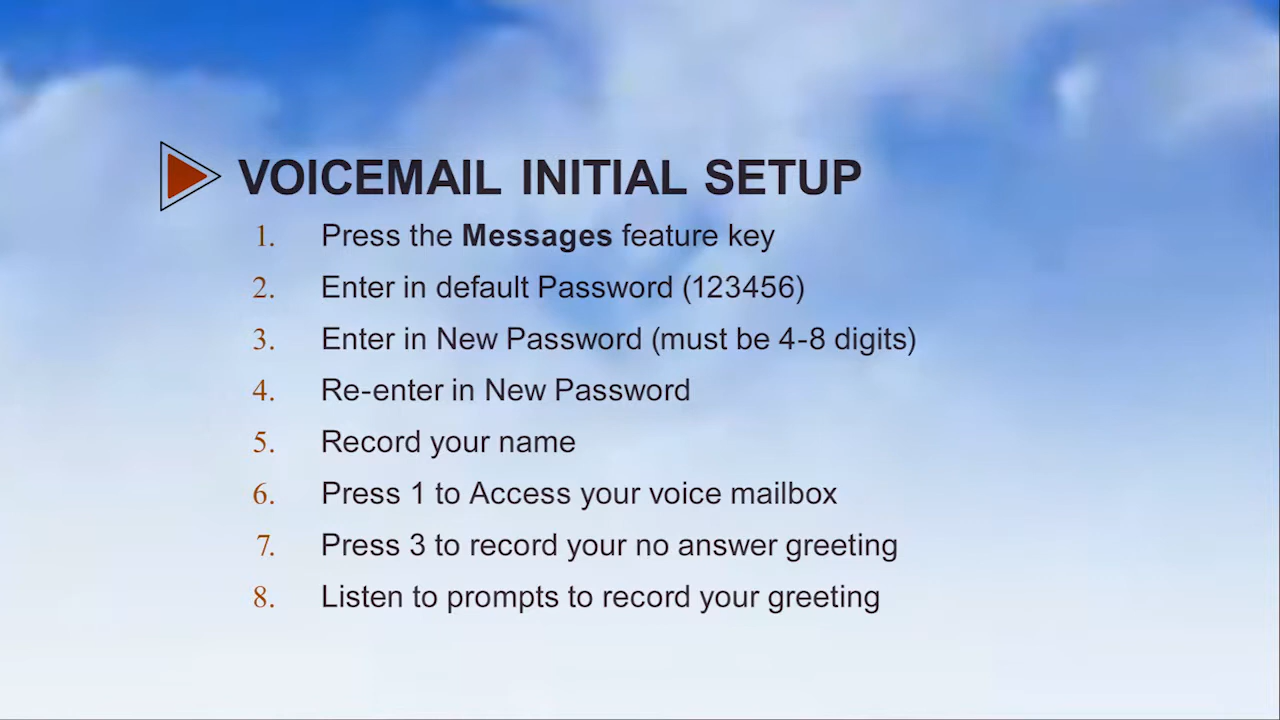 VOICEMAIL INITIAL SETUP
1. Press the Messages feature key
2. Enter in default Password (123456)
3. Enter in New Password (must be 4-8 digits)
4. Re-enter in New Password
5. Record your name
6. Press 1 to Access your voice mailbox
7. Press 3 to record your no answer greeting
8. Listen to prompts to record your greeting